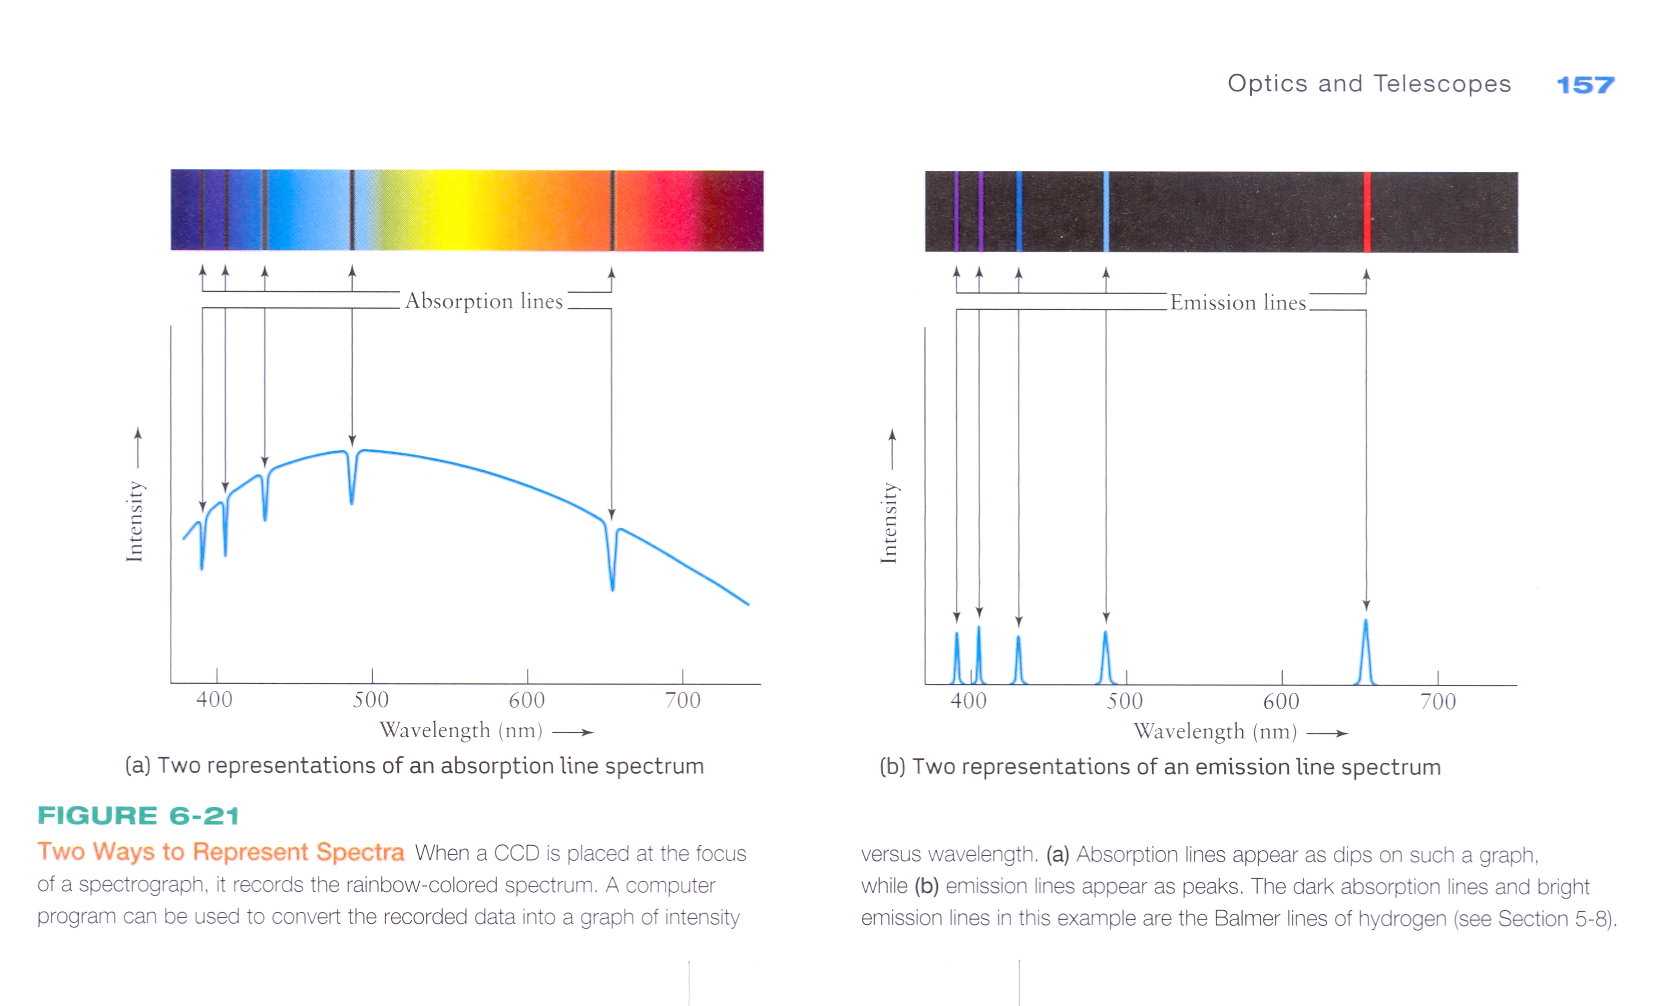 Optics and Telescopes 157
Absorption lines
Intensity
400 500 600 700
Wavelength (nm)
(a) Two representations of an absorption line spectrum
Emission lines
Intensity
400 500 600 700
Wavelength (nm)
(b) Two representations of an emission line spectrum
FIGURE 6-21
Two Ways to Represent Spectra When a CCD is placed at the focus
of a spectrograph, it records the rainbow-colored spectrum. A computer
program can be used to convert the recorded data into a graph of intensity
versus wavelength. (a) Absorption lines appear as dips on such a graph,
while (b) emission lines appear as peaks. The dark absorption lines and bright
emission lines in this example are the Balmer lines of hydrogen (see Section 5-8).